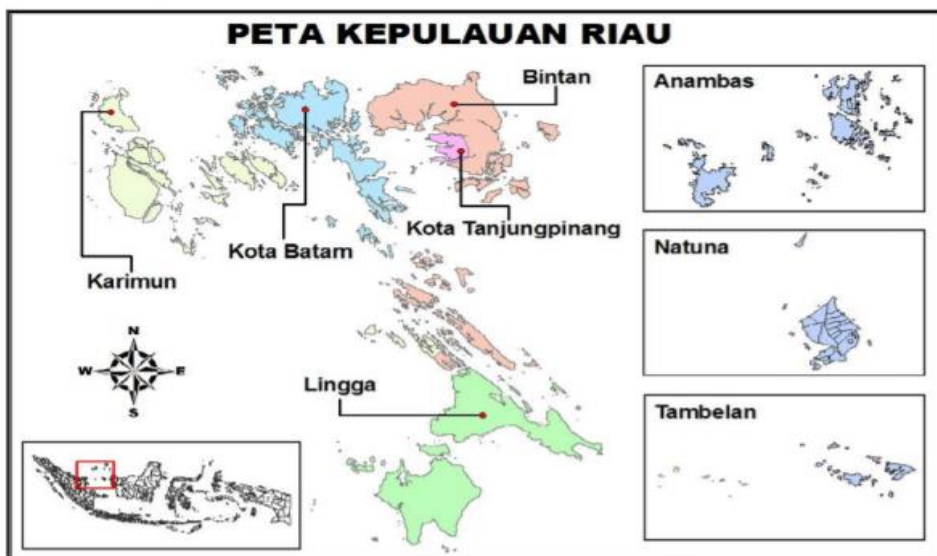 PETA KEPULAUAN RIAU
Bintan
Kota Tanjungpinang
Kota Batam
Karimun
Lingga
N
W E
S
Anambas
Natuna
Tambelan